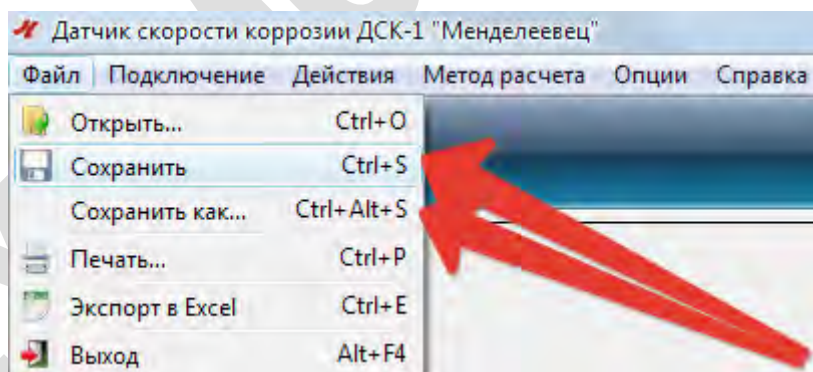 Датчик скорости коррозии ДСК-1 "Менделеевец"
Файл Подключение Действия Метод расчета Опции Справка
Открыть... Ctrl+O
Сохранить Ctrl+S
Сохранить как... Ctrl+Alt+S
Печать... Ctrl+P
Экспорт в Excel Ctrl+E
Выход Alt+F4